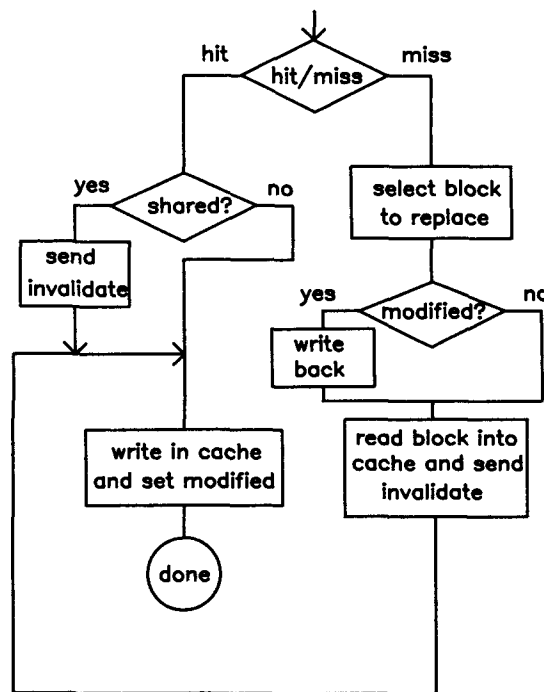 hit
miss
hit/miss
yes
no
shared?
select block
to replace
send
invalidate
yes
no
modified?
write
back
write in cache
and set modified
read block into
cache and send
invalidate
done